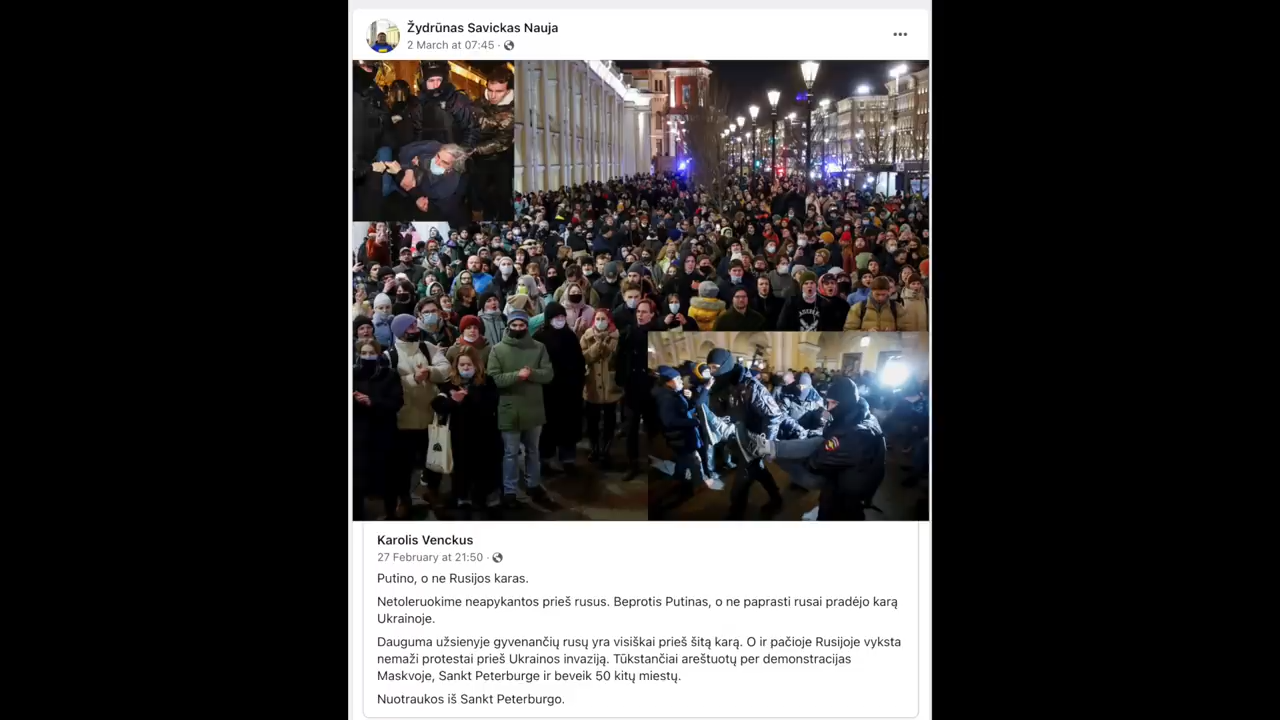 Žydrūnas Savickas Nauja
2 March at 07:45 ·
Karolis Venckus
27 February at 21:50 ·
Putino, o ne Rusijos karas.
Netoleruokime neapykantos prieš rusus. Beprotis Putinas, o ne paprasti rusai pradėjo karą
Ukrainoje.
Dauguma užsienyje gyvenančių rusų yra visiškai prieš šitą karą. O ir pačioje Rusijoje vyksta
nemaži protestai prieš Ukrainos invaziją. Tūkstančiai areštuotų per demonstracijas
Maskvoje, Sankt Peterburge ir beveik 50 kitų miestų.
Nuotraukos iš Sankt Peterburgo.